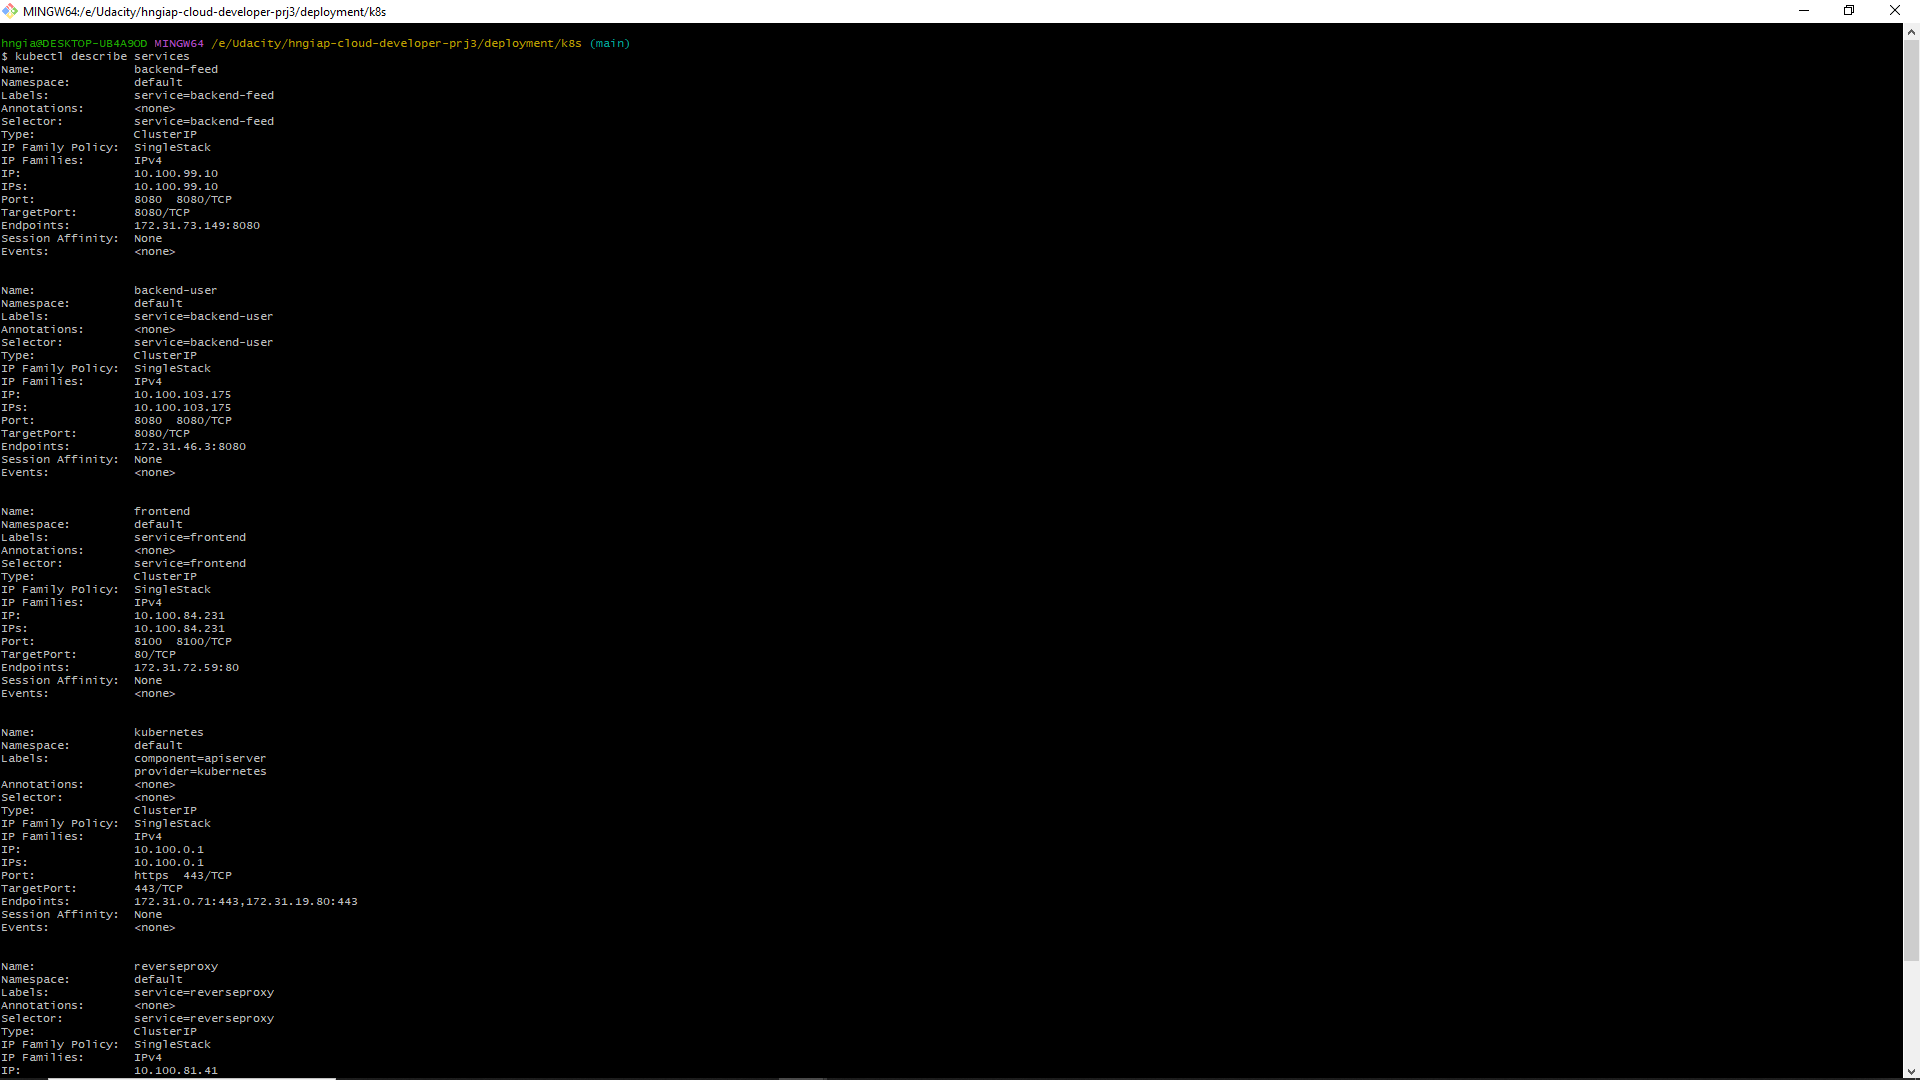 MINGW64:/e/Udacity/hngiap-cloud-developer-prj3/deployment/k8s
hngia@DESKTOP-UB4A9OD MINGW64 /e/Udacity/hngiap-cloud-developer-prj3/deployment/k8s (main)
$ kubectl describe services
Name:              backend-feed
Namespace:         default
Labels:            service=backend-feed
Annotations:       <none>
Selector:          service=backend-feed
Type:              ClusterIP
IP Family Policy:  SingleStack
IP Families:       IPv4
IP:                10.100.99.10
IPs:               10.100.99.10
Port:              8080  8080/TCP
TargetPort:        8080/TCP
Endpoints:         172.31.73.149:8080
Session Affinity:  None
Events:            <none>
Name:              backend-user
Namespace:         default
Labels:            service=backend-user
Annotations:       <none>
Selector:          service=backend-user
Type:              ClusterIP
IP Family Policy:  SingleStack
IP Families:       IPv4
IP:                10.100.103.175
IPs:               10.100.103.175
Port:              8080  8080/TCP
TargetPort:        8080/TCP
Endpoints:         172.31.46.3:8080
Session Affinity:  None
Events:            <none>
Name:              frontend
Namespace:         default
Labels:            service=frontend
Annotations:       <none>
Selector:          service=frontend
Type:              ClusterIP
IP Family Policy:  SingleStack
IP Families:       IPv4
IP:                10.100.84.231
IPs:               10.100.84.231
Port:              8100  8100/TCP
TargetPort:        80/TCP
Endpoints:         172.31.72.59:80
Session Affinity:  None
Events:            <none>
Name:              kubernetes
Namespace:         default
Labels:            component=apiserver
                   provider=kubernetes
Annotations:       <none>
Selector:          <none>
Type:              ClusterIP
IP Family Policy:  SingleStack
IP Families:       IPv4
IP:                10.100.0.1
IPs:               10.100.0.1
Port:              https  443/TCP
TargetPort:        443/TCP
Endpoints:         172.31.0.71:443,172.31.19.80:443
Session Affinity:  None
Events:            <none>
Name:              reverseproxy
Namespace:         default
Labels:            service=reverseproxy
Annotations:       <none>
Selector:          service=reverseproxy
Type:              ClusterIP
IP Family Policy:  SingleStack
IP Families:       IPv4
IP:                10.100.81.41